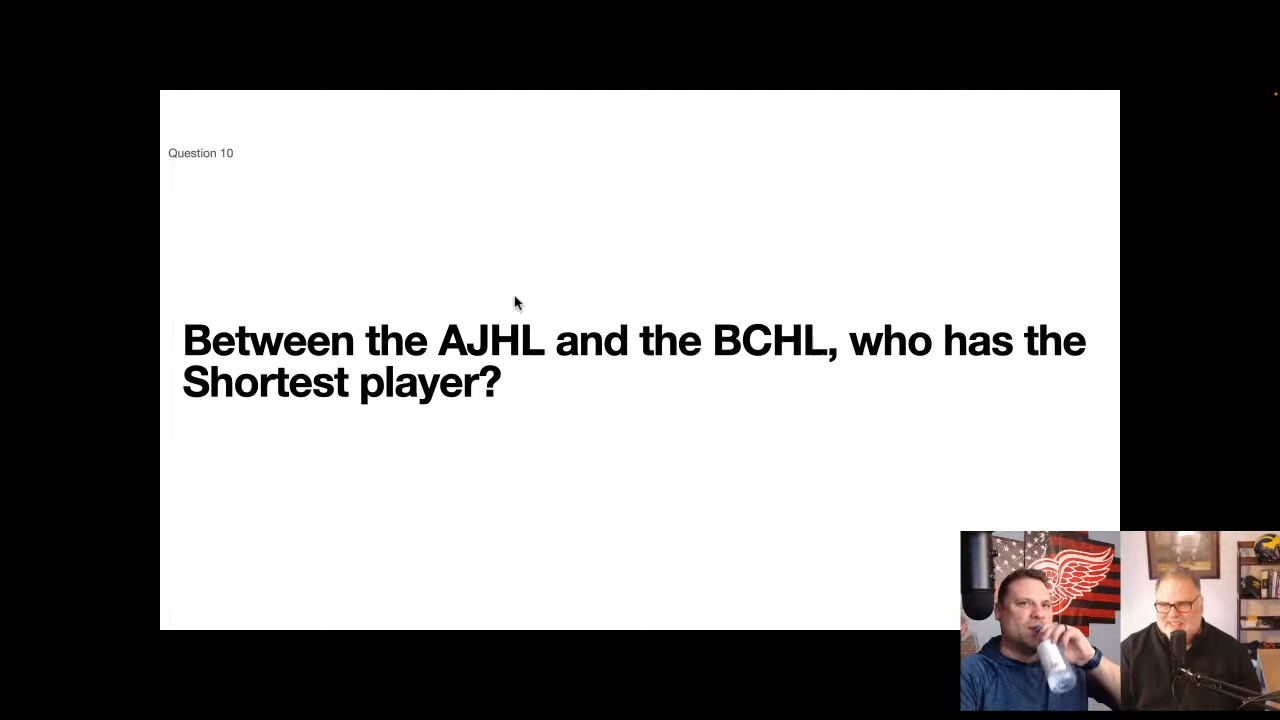 Question 10
Between the AJHL and the BCHL, who has the
Shortest player?